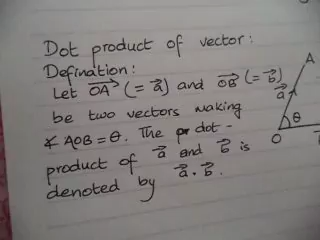 Dot product of vector:
Defination:
Let OA⃗ (= a⃗) and OB⃗ (= b⃗)
be two vectors making
∡ AOB = θ. The dot-
product of a⃗ and b⃗ is
denoted by a⃗ . b⃗.
A
a⃗
θ
O